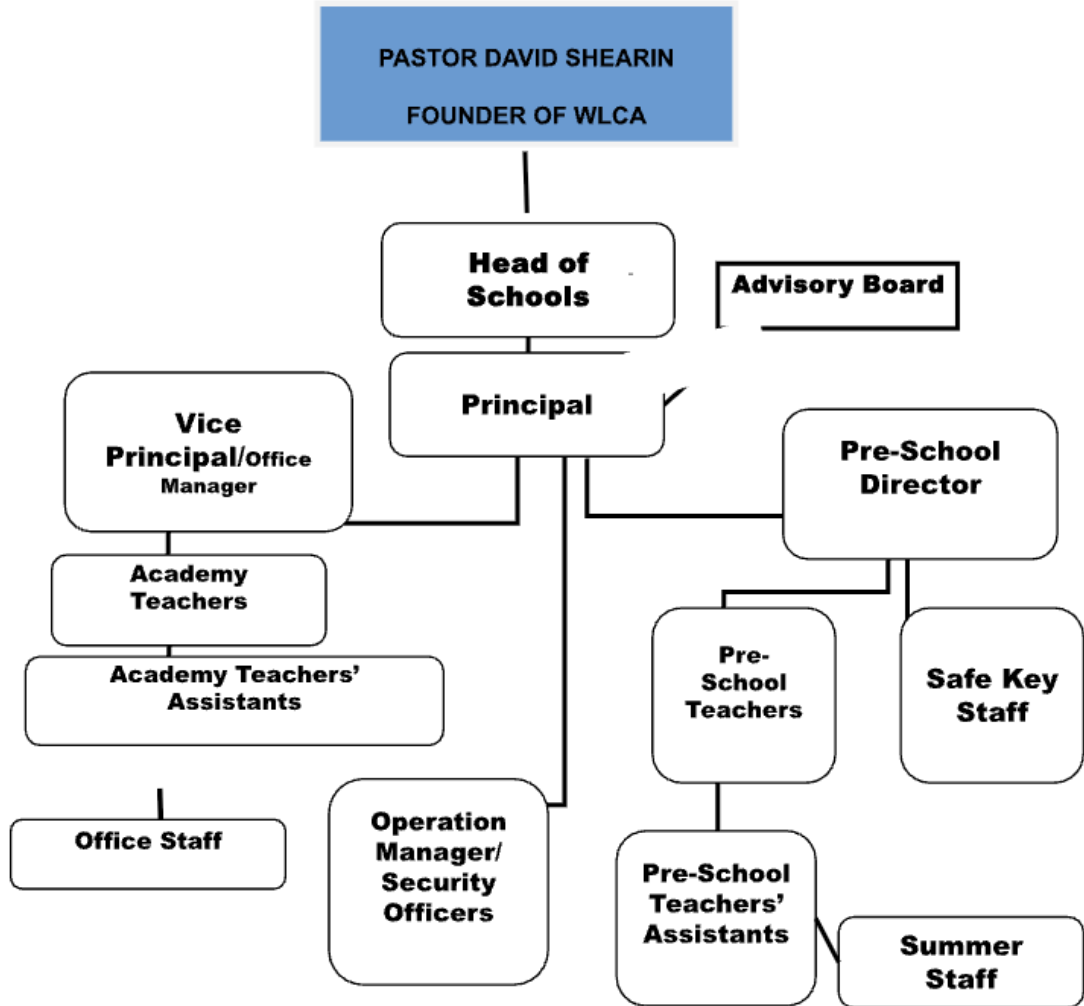 PASTOR DAVID SHEARIN
FOUNDER OF WLCA
Head of
Schools
Advisory Board
Principal
Vice
Principal/Office
Manager
Pre-School
Director
Academy
Teachers
Academy Teachers’
Assistants
Pre-
School
Teachers
Safe Key
Staff
Office Staff
Operation
Manager/
Security
Officers
Pre-School
Teachers’
Assistants
Summer
Staff